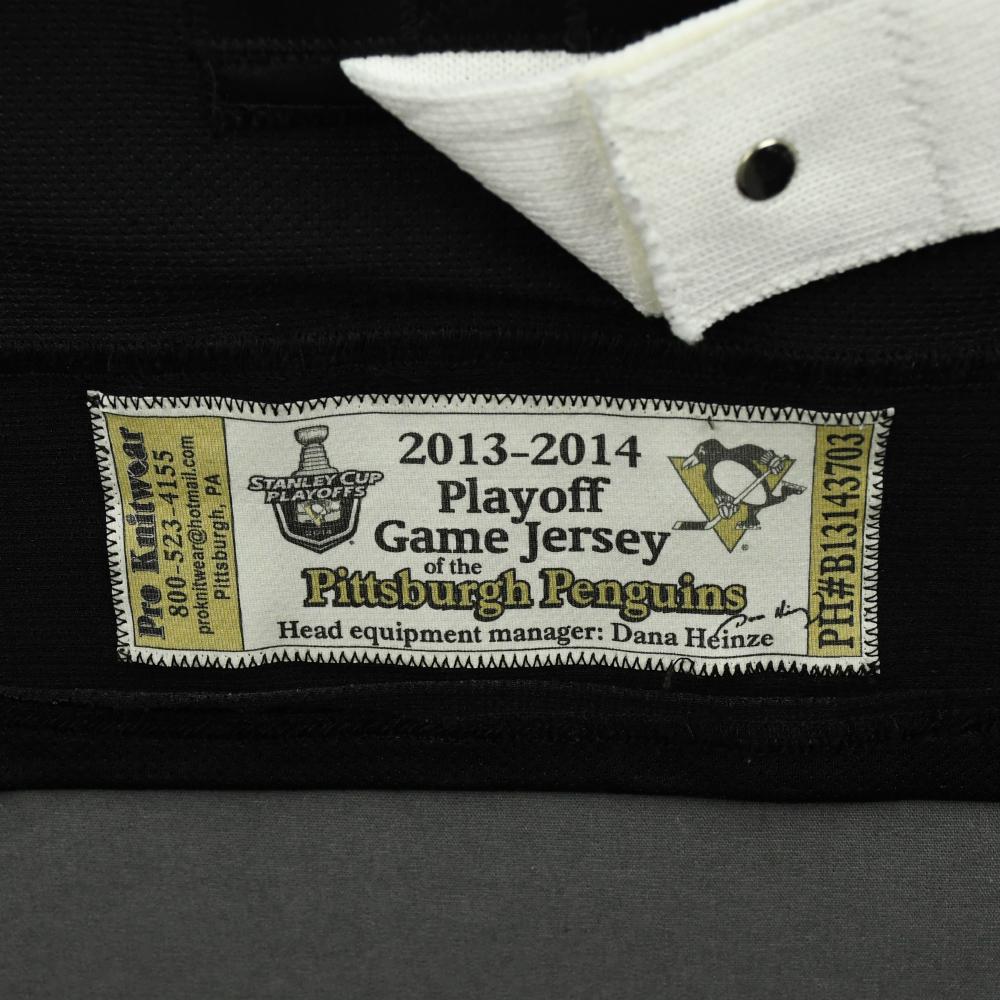 Pro Knitwear
800-523-4155
proknitwear@hotmail.com
Pittsburgh, PA
STANLEY CUP
PLAYOFFS
2013-2014
Playoff
Game Jersey
of the
Pittsburgh Penguins
Head equipment manager: Dana Heinze
PH#B13143703